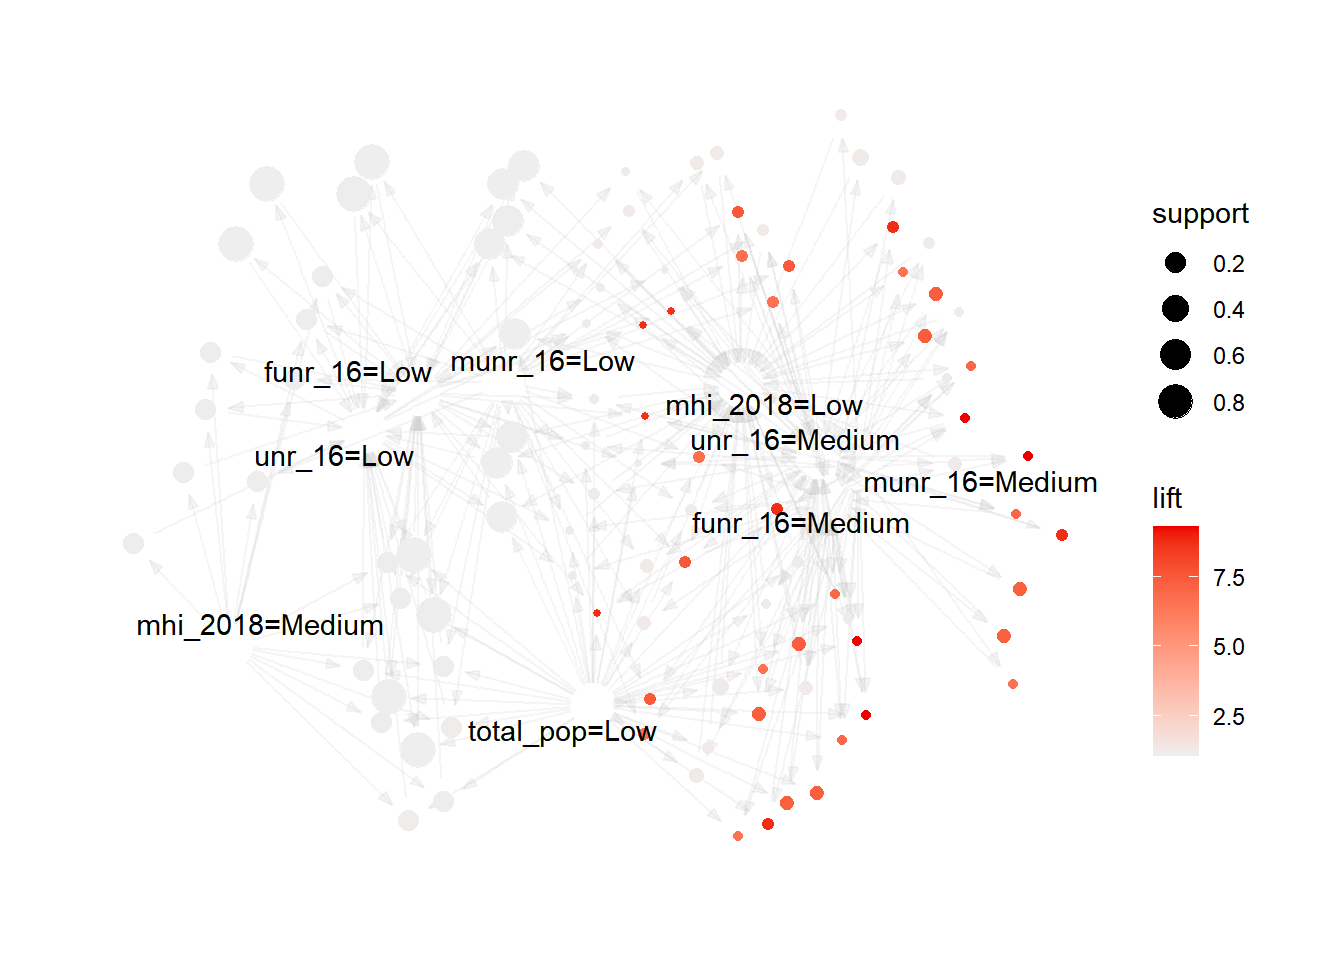 funr_16=Low
munr_16=Low
mhi_2018=Low
unr_16=Medium
unr_16=Low
munr_16=Medium
funr_16=Medium
mhi_2018=Medium
total_pop=Low
support
0.2
0.4
0.6
0.8
lift
7.5
5.0
2.5